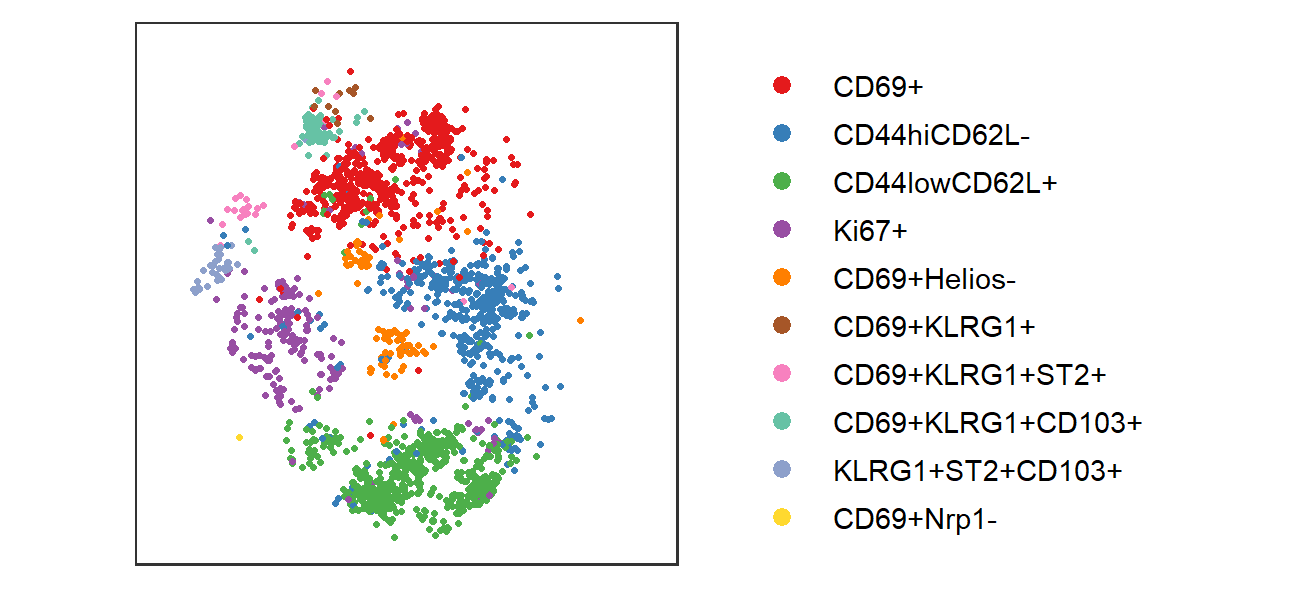 CD69+
CD44hiCD62L-
CD44lowCD62L+
Ki67+
CD69+Helios-
CD69+KLRG1+
CD69+KLRG1+ST2+
CD69+KLRG1+CD103+
KLRG1+ST2+CD103+
CD69+Nrp1-